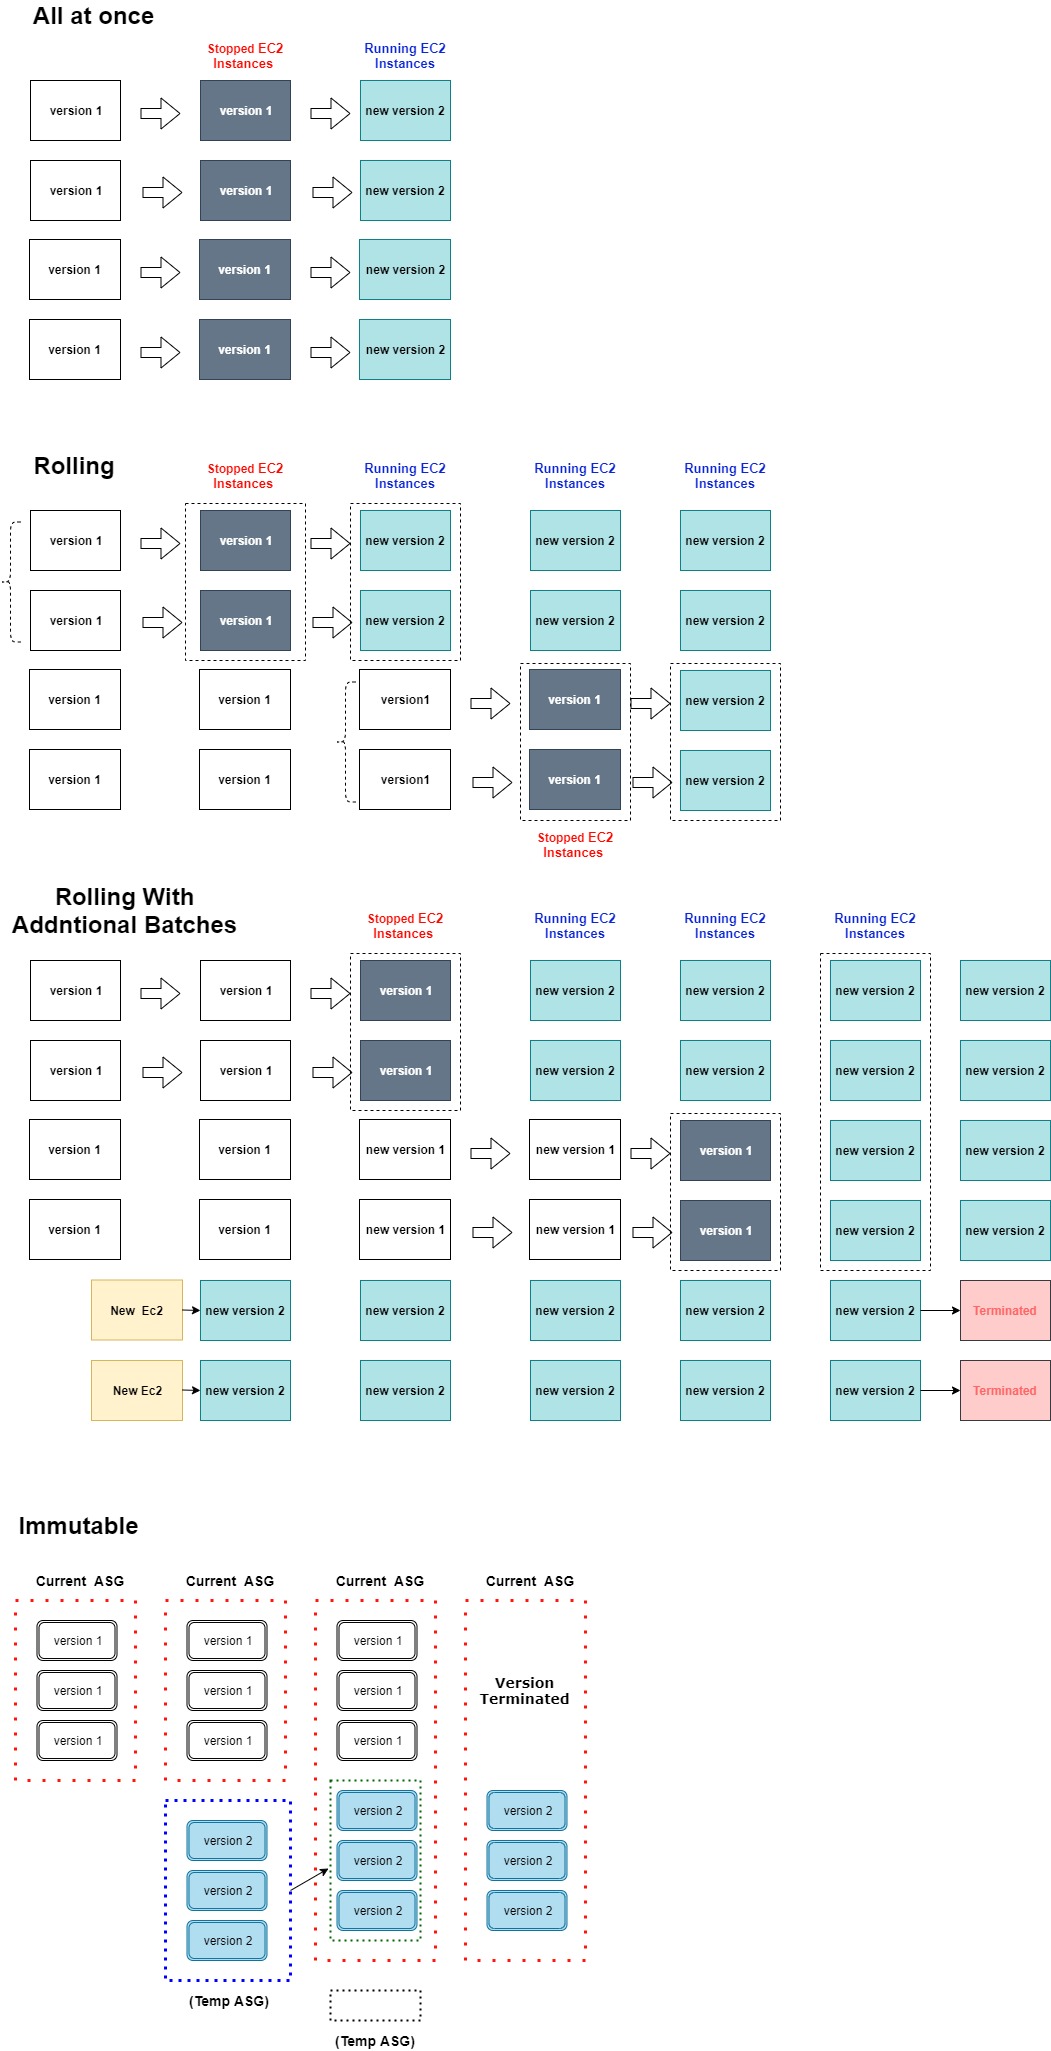 All at once
Stopped EC2
Instances
Running EC2
Instances
version 1
version 1
new version 2
version 1
version 1
new version 2
version 1
version 1
new version 2
version 1
version 1
new version 2
Rolling
Stopped EC2
Instances
Running EC2
Instances
Running EC2
Instances
Running EC2
Instances
version 1
version 1
new version 2
new version 2
new version 2
version 1
version 1
new version 2
new version 2
new version 2
version 1
version 1
version1
version 1
new version 2
version 1
version 1
version1
version 1
new version 2
Stopped EC2
Instances
Rolling With
Addntional Batches
Stopped EC2
Instances
Running EC2
Instances
Running EC2
Instances
Running EC2
Instances
version 1
version 1
version 1
new version 2
new version 2
new version 2
new version 2
version 1
version 1
version 1
new version 2
new version 2
new version 2
new version 2
version 1
version 1
new version 1
new version 1
version 1
new version 2
new version 2
version 1
version 1
new version 1
new version 1
version 1
new version 2
new version 2
New Ec2
new version 2
new version 2
new version 2
new version 2
new version 2
Terminated
New Ec2
new version 2
new version 2
new version 2
new version 2
new version 2
Terminated
Immutable
Current ASG
Current ASG
Current ASG
Current ASG
version 1
version 1
version 1
version 1
version 1
version 1
Version
Terminated
version 1
version 1
version 1
version 2
version 2
version 2
version 2
version 2
version 2
version 2
version 2
version 2
(Temp ASG)
(Temp ASG)